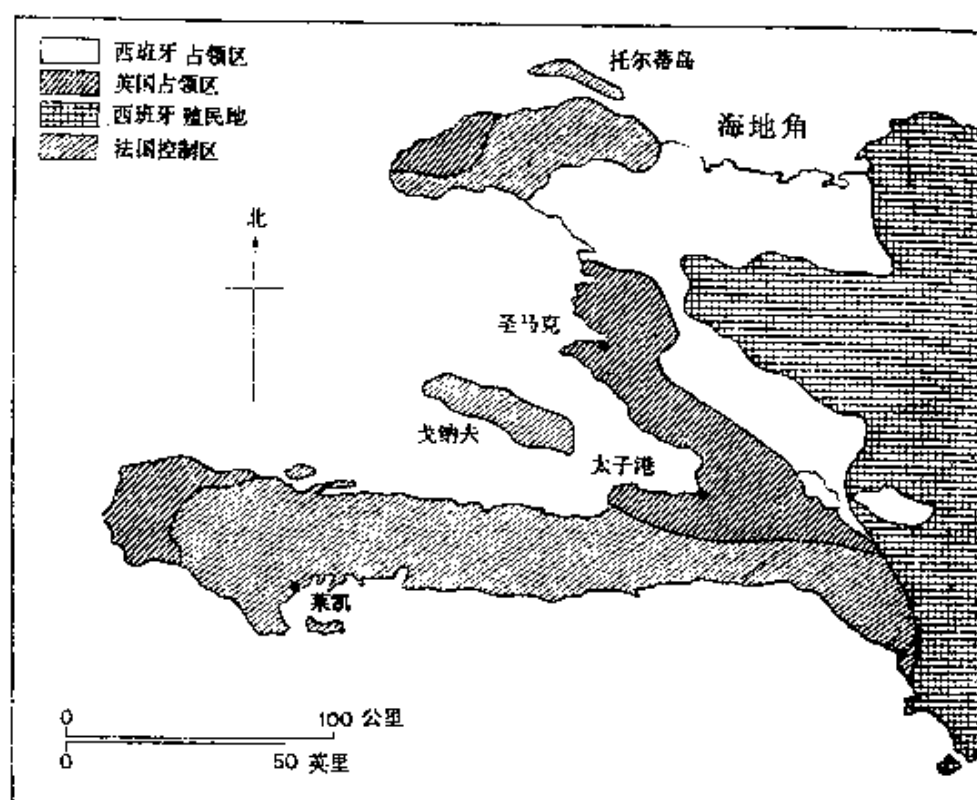 西班牙 占领区
英国占领区
西班牙 殖民地
法国控制区
托尔蒂岛
海地角
北
圣马克
戈纳夫
太子港
莱凯
0 100 公里
0 50 英里